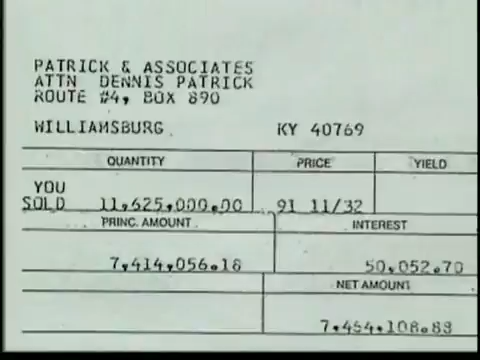 PATRICK & ASSOCIATES
ATTN DENNIS PATRICK
ROUTE #4, BOX 890
WILLIAMSBURG KY 40769
QUANTITY PRICE YIELD
YOU
SOLD 11,625,000.00 91 11/32
PRINC. AMOUNT INTEREST
7,414,056.18 50,052.70
NET AMOUNT
7,464,108.88